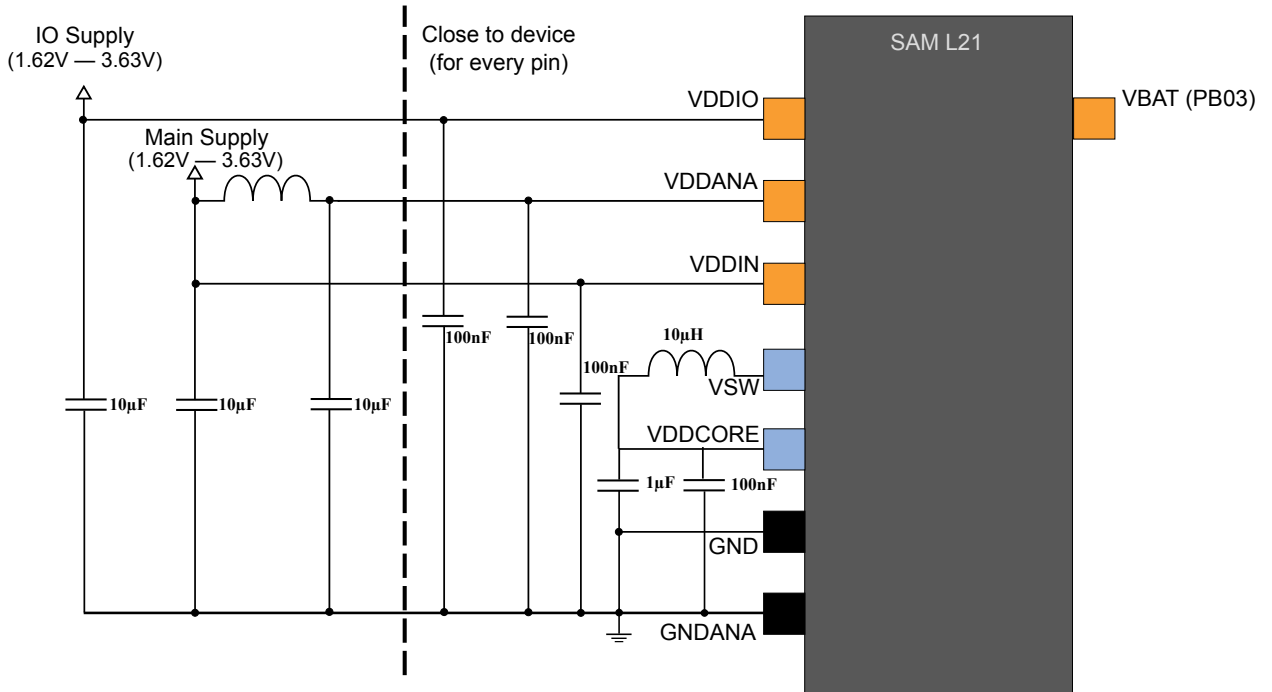 IO Supply
(1.62V — 3.63V)
Close to device
(for every pin)
SAM L21
VDDIO
VBAT (PB03)
Main Supply
(1.62V — 3.63V)
VDDANA
VDDIN
100nF
100nF
10µH
100nF
VSW
10µF
10µF
10µF
VDDCORE
1µF
100nF
GND
GNDANA